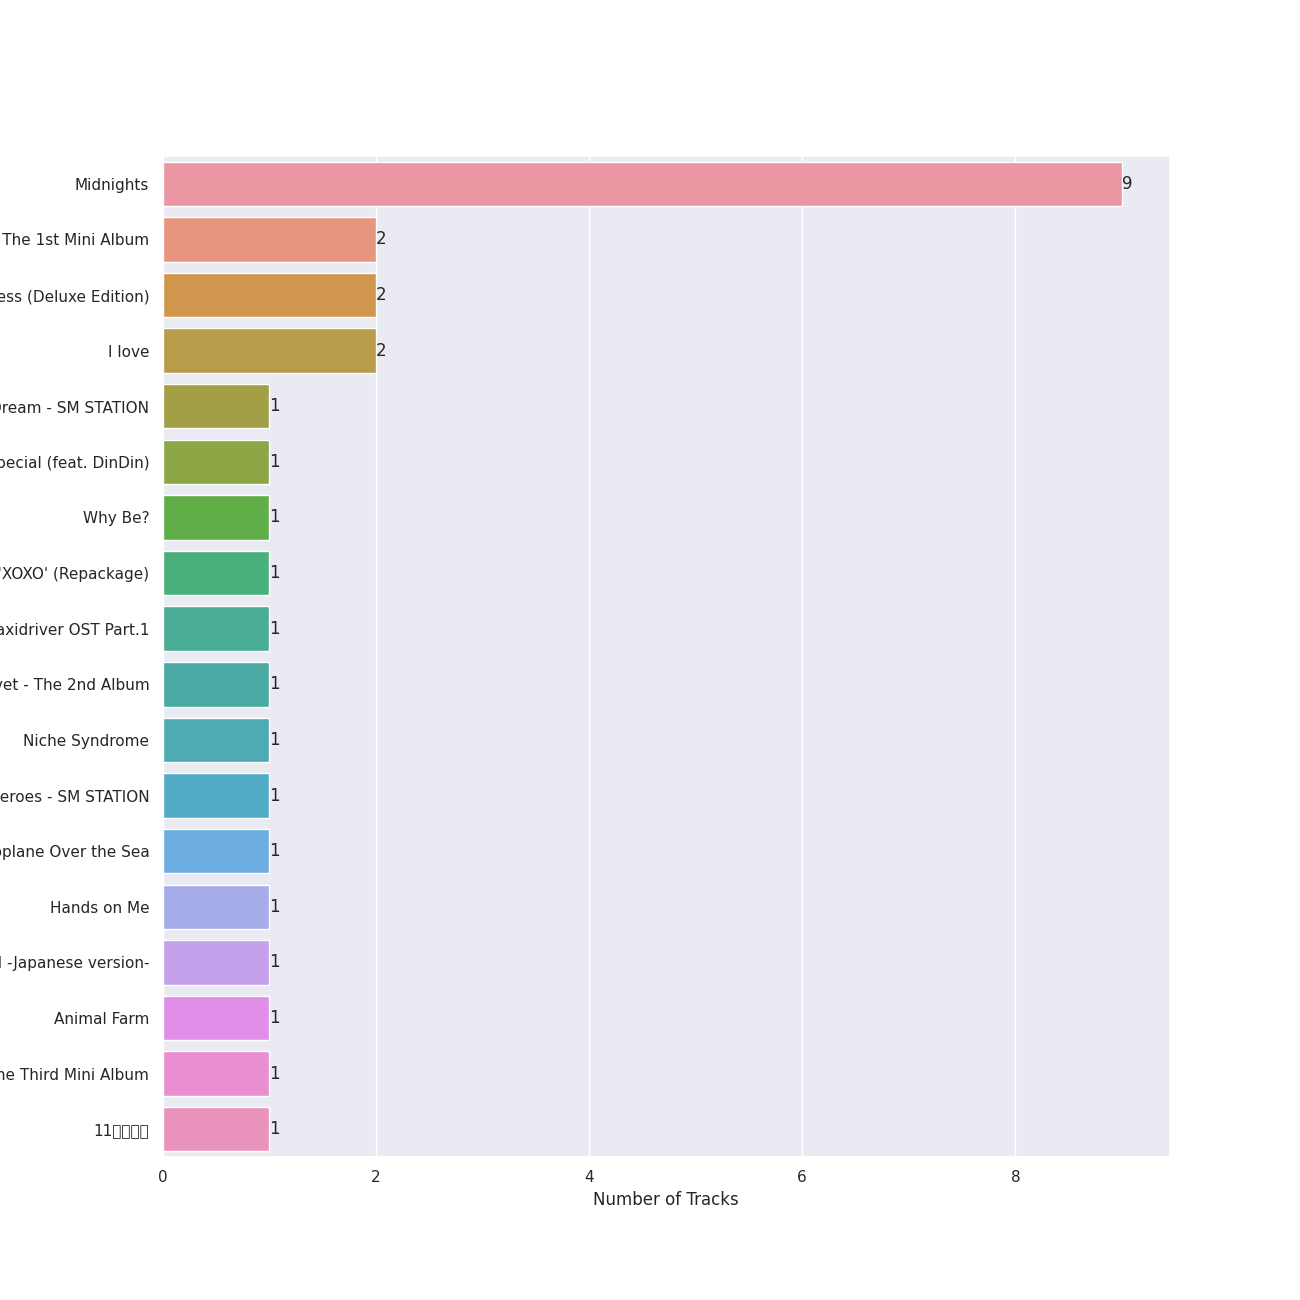 Midnights
9
The 1st Mini Album
2
ess (Deluxe Edition)
2
I love
2
Dream - SM STATION
1
pecial (feat. DinDin)
1
Why Be?
1
'XOXO' (Repackage)
1
axidriver OST Part.1
1
vet - The 2nd Album
1
Niche Syndrome
1
eroes - SM STATION
1
oplane Over the Sea
1
Hands on Me
1
-Japanese version-
1
Animal Farm
1
ne Third Mini Album
1
11
1
0 2 4 6 8
Number of Tracks